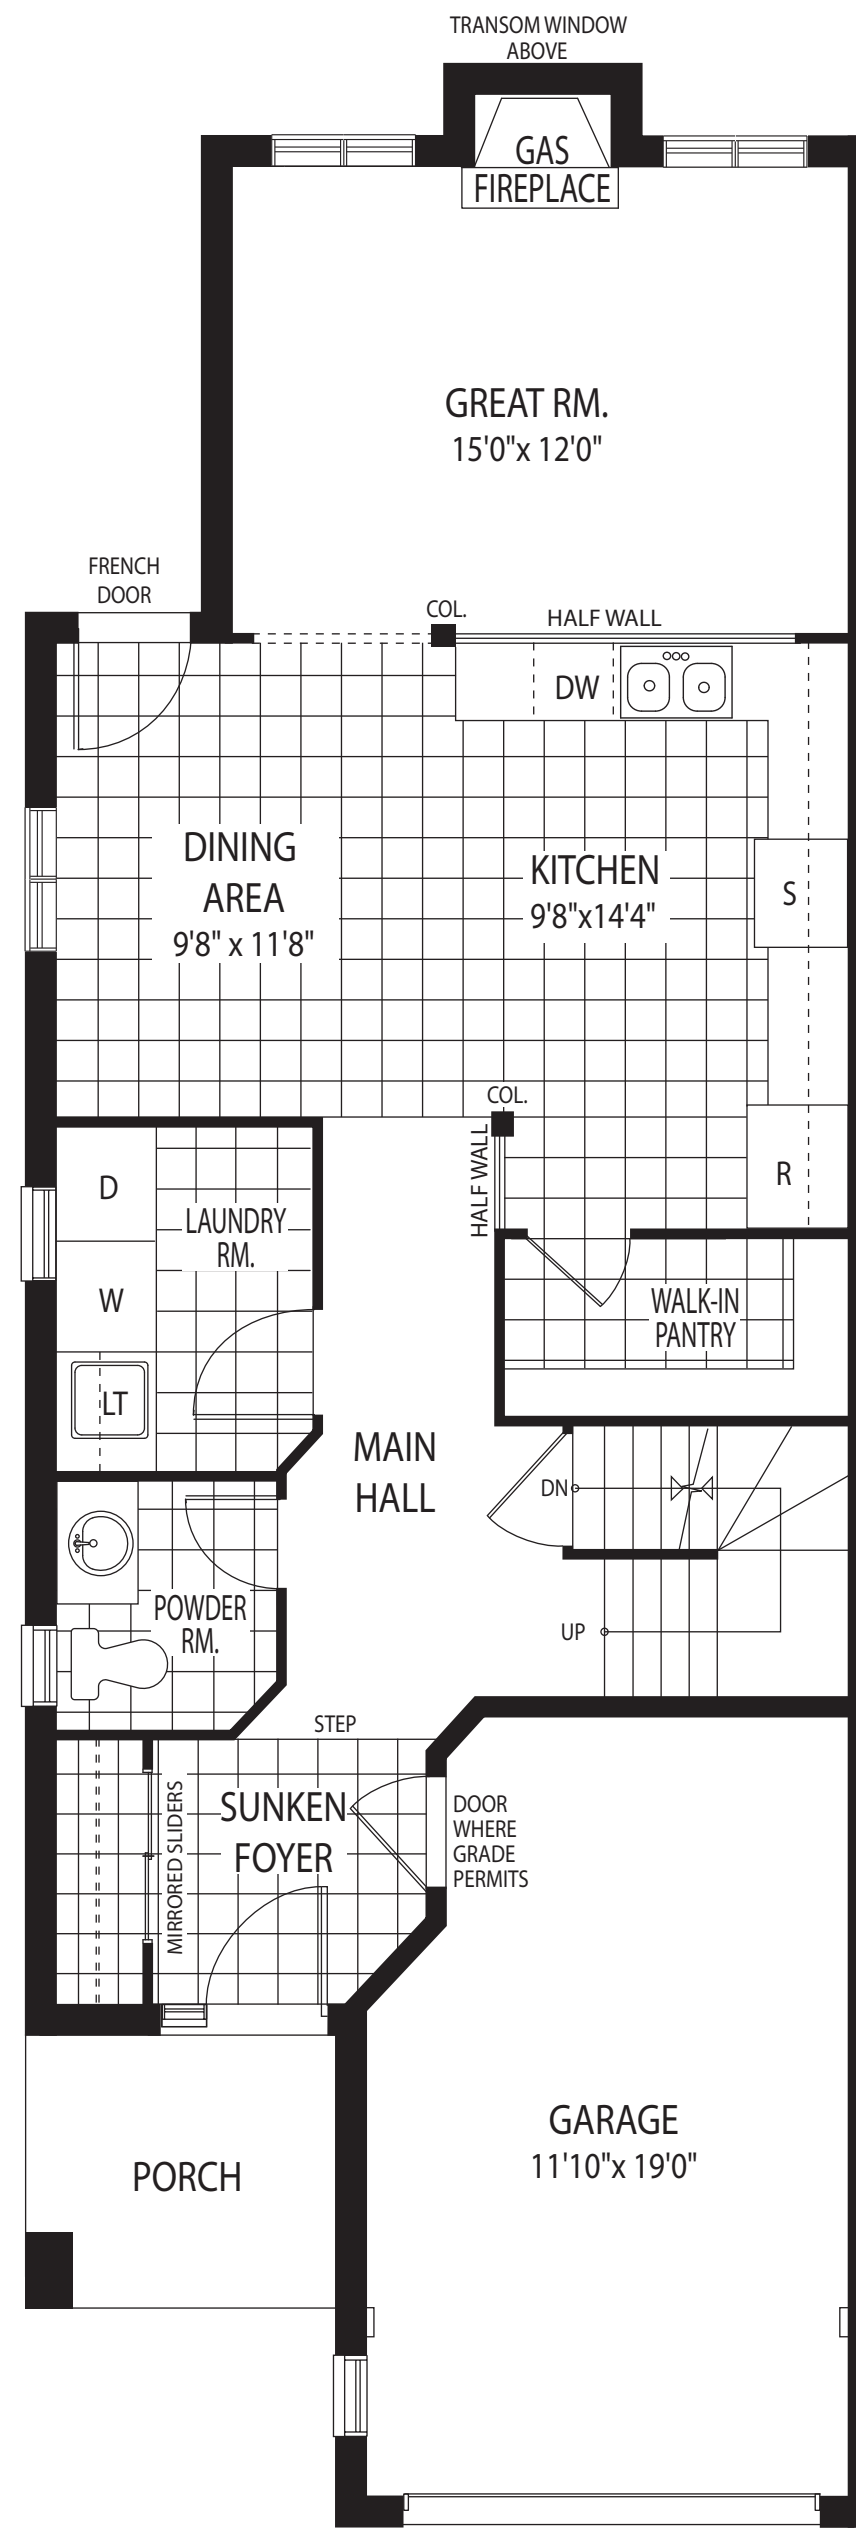 TRANSOM WINDOW
ABOVE
GAS
FIREPLACE
GREAT RM.
15'0"x 12'0"
FRENCH
DOOR
COL.
HALF WALL
DW
DINING
AREA
9'8" x 11'8"
KITCHEN
9'8"x14'4"
S
COL.
HALF WALL
R
D
LAUNDRY
RM.
W
LT
WALK-IN
PANTRY
MAIN
HALL
DN
POWDER
RM.
UP
STEP
MIRRORED SLIDERS
SUNKEN
FOYER
DOOR
WHERE
GRADE
PERMITS
GARAGE
11'10"x 19'0"
PORCH